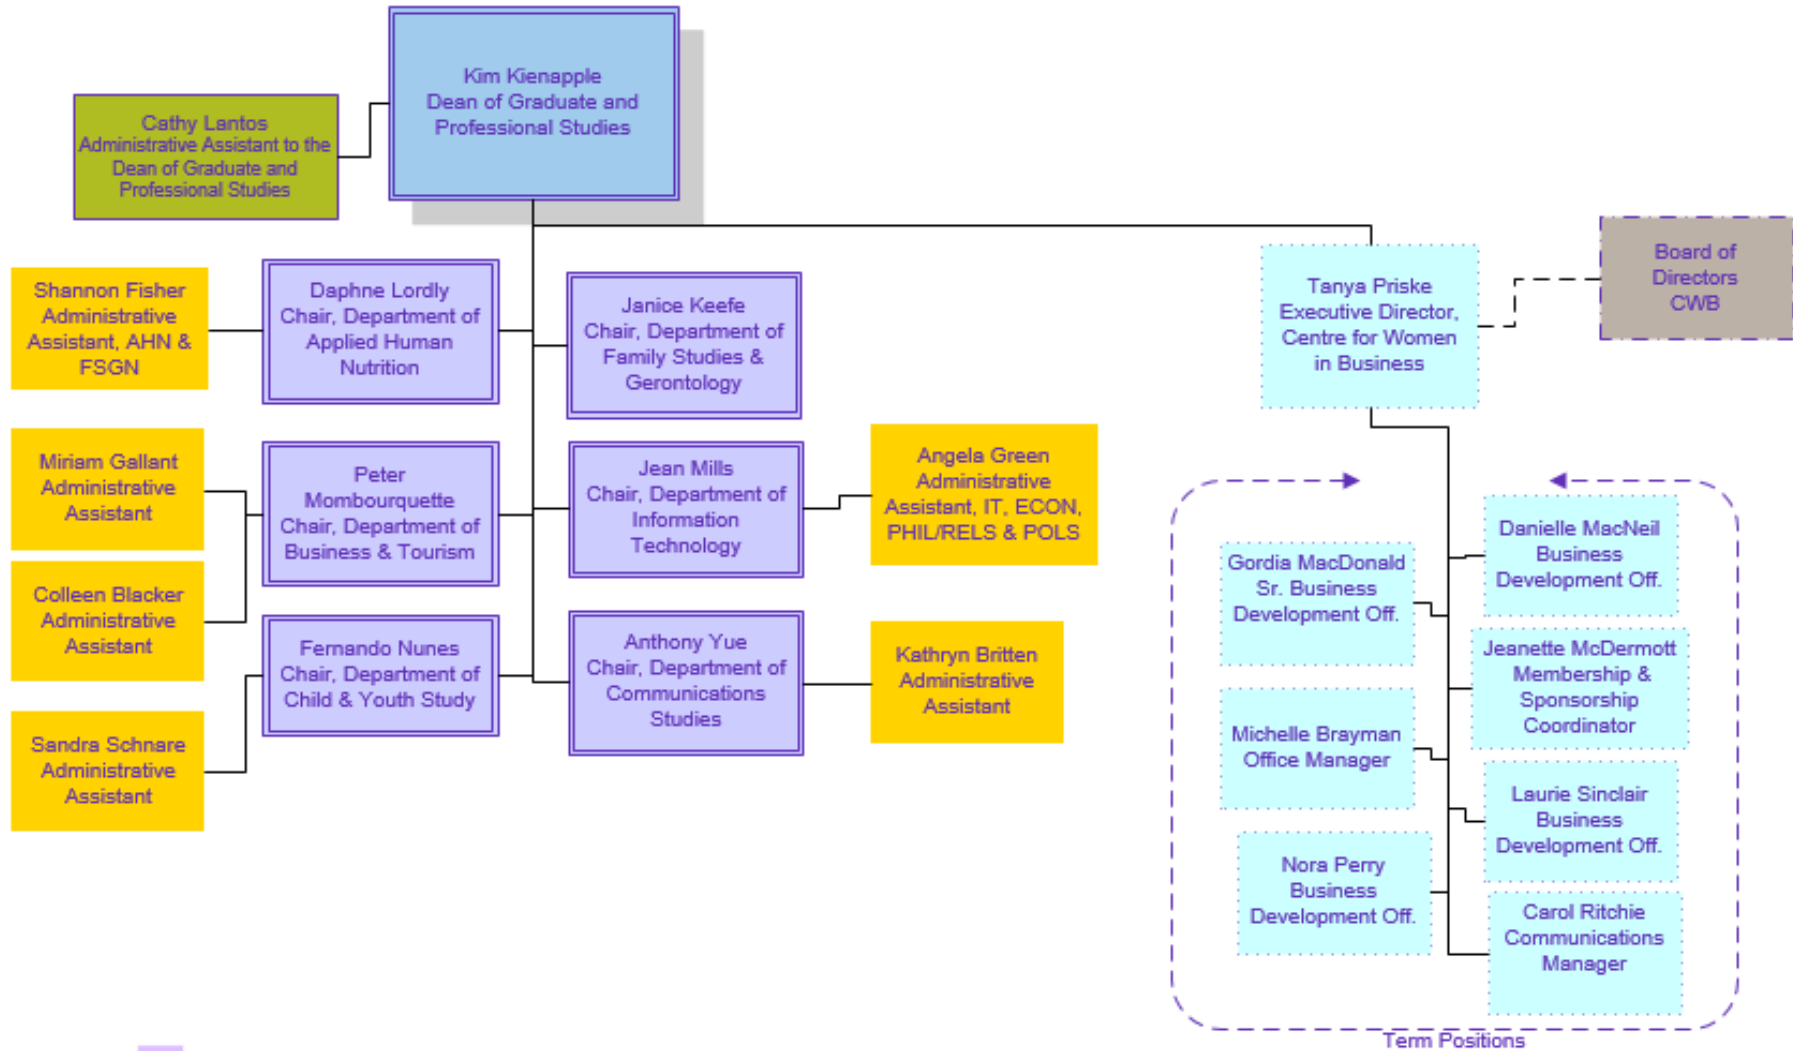 Kim Kienapple
Dean of Graduate and
Professional Studies
Cathy Lantos
Administrative Assistant to the
Dean of Graduate and
Professional Studies
Board of
Directors
CWB
Tanya Priske
Executive Director,
Centre for Women
in Business
Shannon Fisher
Administrative
Assistant, AHN &
FSGN
Daphne Lordly
Chair, Department of
Applied Human
Nutrition
Janice Keefe
Chair, Department of
Family Studies &
Gerontology
Miriam Gallant
Administrative
Assistant
Peter
Mombourquette
Chair, Department of
Business & Tourism
Jean Mills
Chair, Department of
Information
Technology
Angela Green
Administrative
Assistant, IT, ECON,
PHIL/RELS & POLS
Colleen Blacker
Administrative
Assistant
Fernando Nunes
Chair, Department of
Child & Youth Study
Anthony Yue
Chair, Department of
Communications
Studies
Kathryn Britten
Administrative
Assistant
Sandra Schnare
Administrative
Assistant
Gordia MacDonald
Sr. Business
Development Off.
Danielle MacNeil
Business
Development Off.
Jeanette McDermott
Membership &
Sponsorship
Coordinator
Michelle Brayman
Office Manager
Laurie Sinclair
Business
Development Off.
Nora Perry
Business
Development Off.
Carol Ritchie
Communications
Manager
Term Positions